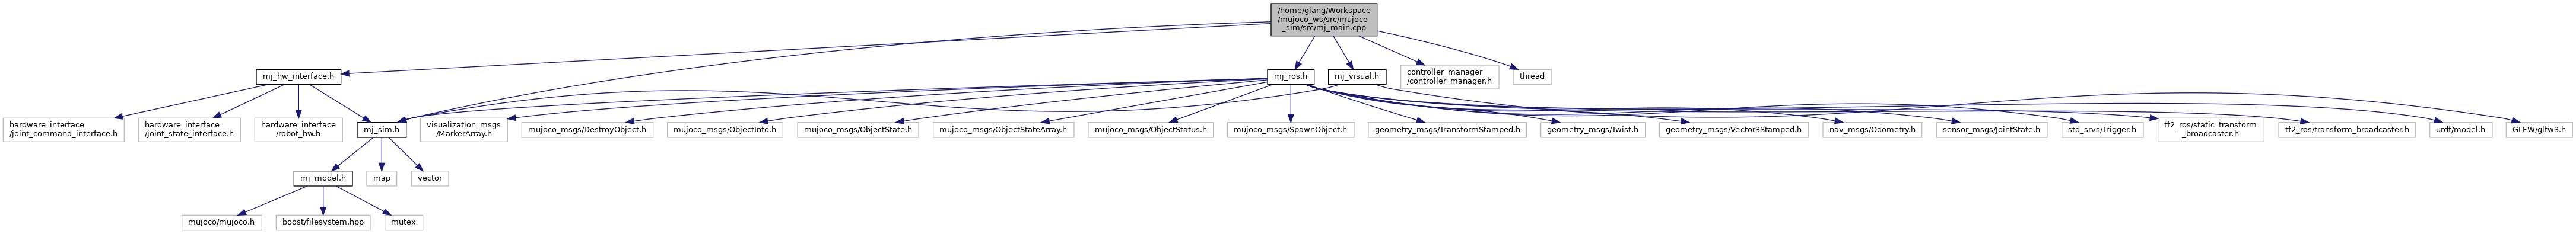 /home/giang/Workspace
/mujoco_ws/src/mujoco
_sim/src/mj_main.cpp
mj_hw_interface.h
mj_ros.h
mj_visual.h
controller_manager
/controller_manager.h
thread
hardware_interface
/joint_command_interface.h
hardware_interface
/joint_state_interface.h
hardware_interface
/robot_hw.h
mj_sim.h
visualization_msgs
/MarkerArray.h
mujoco_msgs/DestroyObject.h
mujoco_msgs/ObjectInfo.h
mujoco_msgs/ObjectState.h
mujoco_msgs/ObjectStateArray.h
mujoco_msgs/ObjectStatus.h
mujoco_msgs/SpawnObject.h
geometry_msgs/TransformStamped.h
geometry_msgs/Twist.h
geometry_msgs/Vector3Stamped.h
nav_msgs/Odometry.h
sensor_msgs/JointState.h
std_srvs/Trigger.h
tf2_ros/static_transform
_broadcaster.h
tf2_ros/transform_broadcaster.h
urdf/model.h
GLFW/glfw3.h
mj_model.h
map
vector
mujoco/mujoco.h
boost/filesystem.hpp
mutex